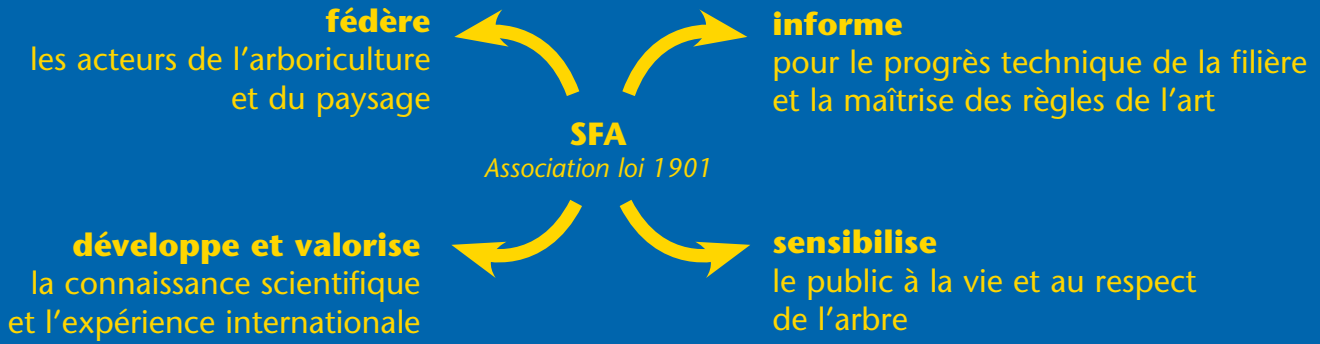 fédère
les acteurs de l’arboriculture
et du paysage
informe
pour le progrès technique de la filière
et la maîtrise des règles de l’art
SFA
Association loi 1901
développe et valorise
la connaissance scientifique
et l’expérience internationale
sensibilise
le public à la vie et au respect
de l’arbre